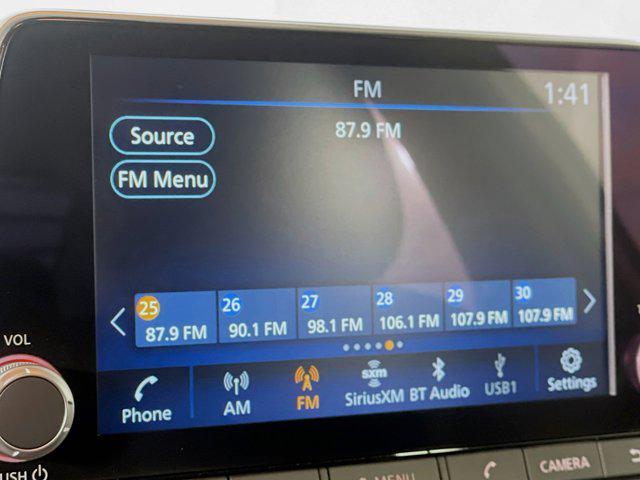 FM
1:41
Source
87.9 FM
FM Menu
25
87.9 FM
26
90.1 FM
27
98.1 FM
28
106.1 FM
29
107.9 FM
30
107.9 FM
VOL
Phone
AM
FM
sxm
SiriusXM
BT Audio
USB1
Settings
MENU
CAMERA